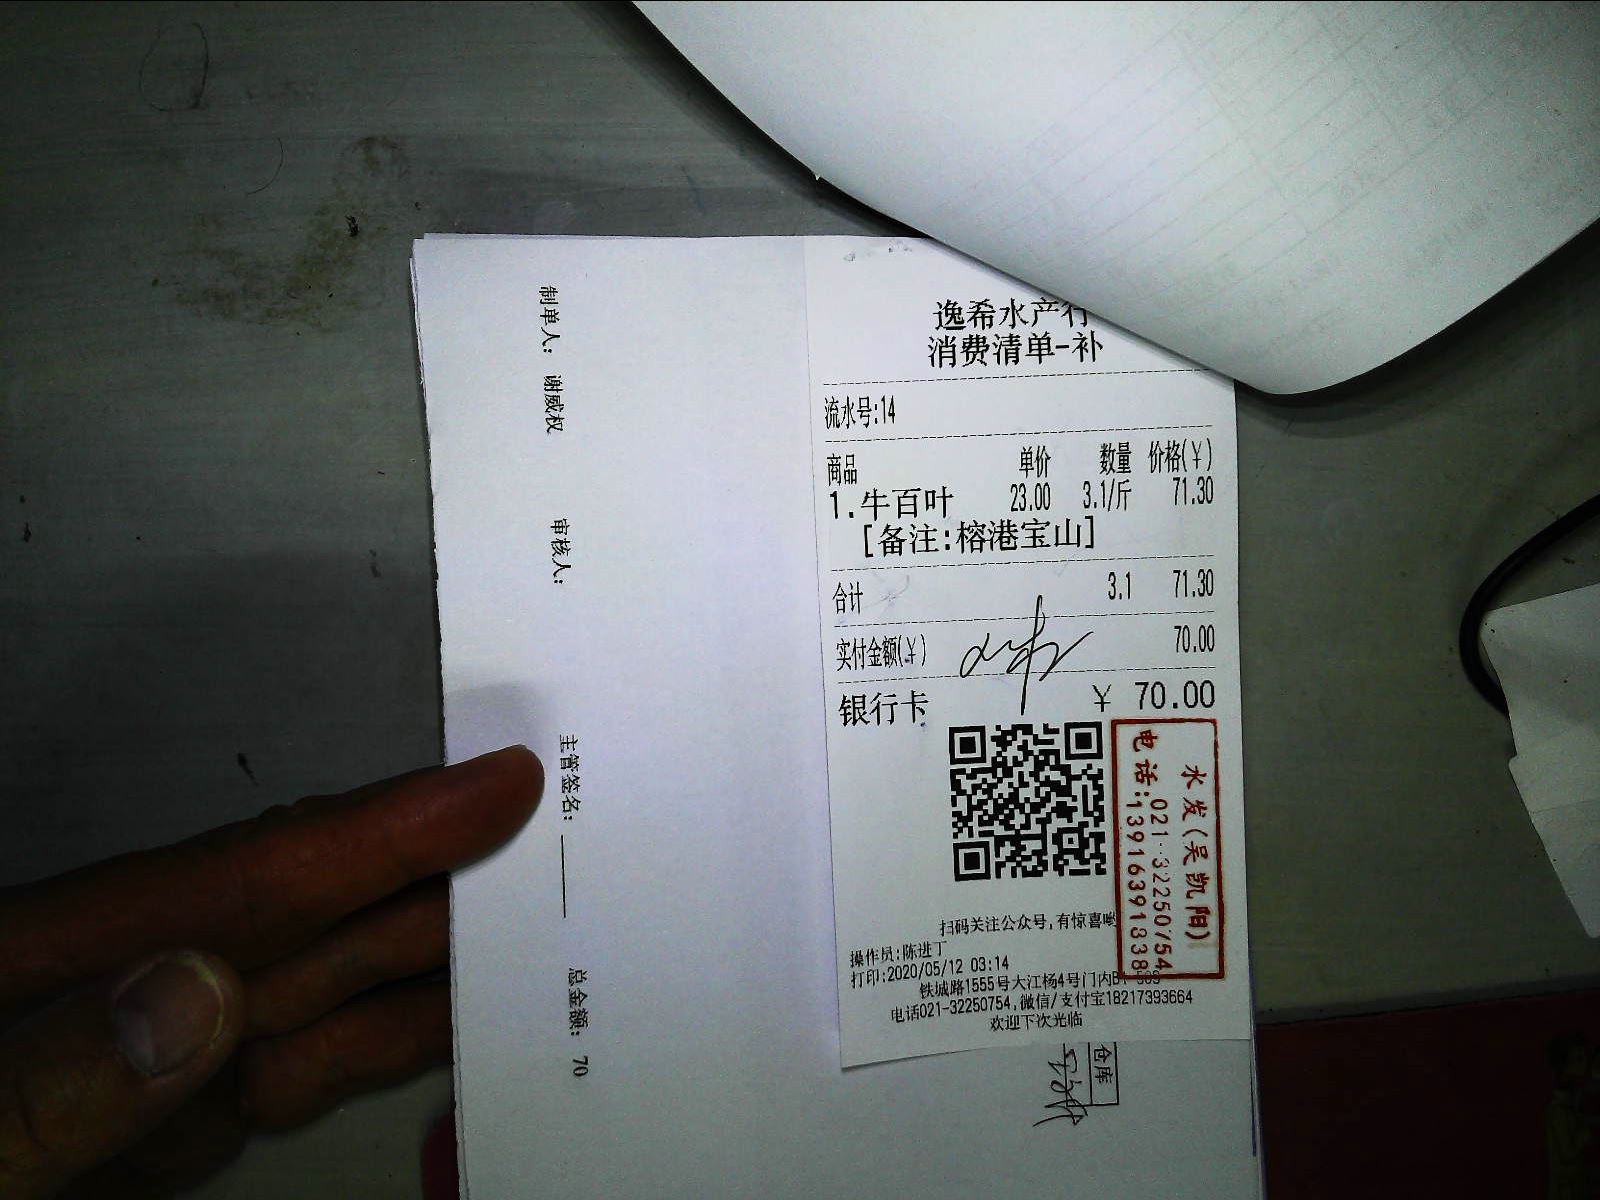 逸希水产行
消费清单-补
流水号:14
商品 单价 数量 价格(¥)
1.牛百叶 23.00 3.1/斤 71.30
[备注:榕港宝山]
合计 3.1 71.30
实付金额(¥) 70.00
银行卡 ¥ 70.00
水发(吴凯阳)
电话:021-32250754
13916391838
扫码关注公众号,有惊喜哟
操作员:陈进丁
打印:2020/05/12 03:14
铁城路1555号大江杨4号门内B
电话021-32250754,微信/支付宝18217393664
欢迎下次光临
仓库
制单人: 谢威权 审核人: 主管签名: 总金额: 70